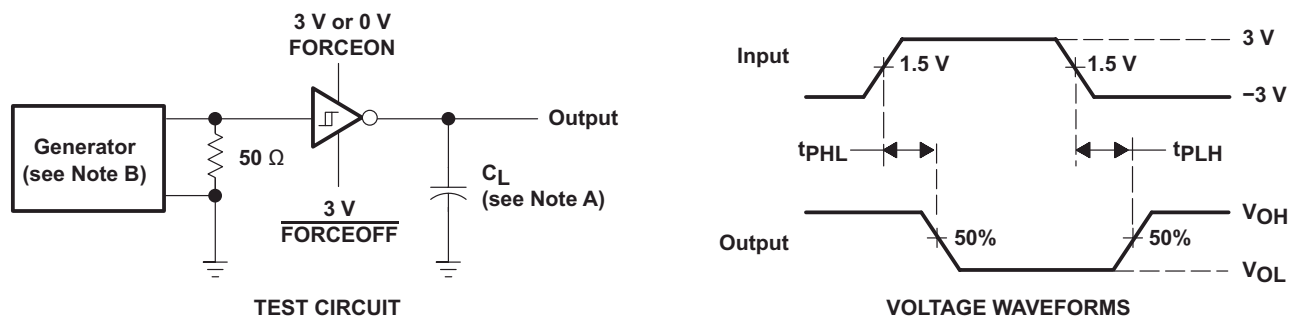 3 V or 0 V
FORCEON
Generator
(see Note B)
50 Ω
Output
CL
(see Note A)
3 V
FORCEOFF
TEST CIRCUIT
Input
1.5 V
1.5 V
3 V
−3 V
tPHL
tPLH
Output
50%
50%
VOH
VOL
VOLTAGE WAVEFORMS